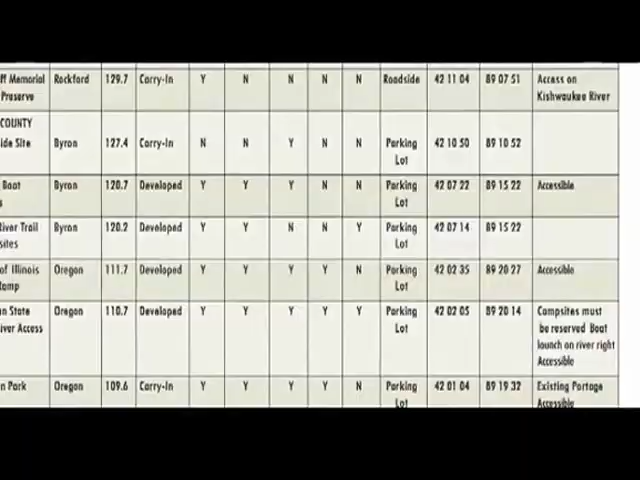 ff Memorial Rockford 129.7 Carry-In Y N N N N Roadside 42 11 04 89 07 51 Access on
Preserve Kishwaukee River
COUNTY
ide Site Byron 127.4 Carry-In N N Y N N Parking 42 10 50 89 10 52
Lot
Boat Byron 120.7 Developed Y Y Y N N Parking 42 07 22 89 15 22 Accessible
s Lot
River Trail Byron 120.2 Developed Y Y N N Y Parking 42 07 14 89 15 22
sites Lot
of Illinois Oregon 111.7 Developed Y Y Y Y N Parking 42 02 35 89 20 27 Accessible
Ramp Lot
n State Oregon 110.7 Developed Y Y Y Y Y Parking 42 02 05 89 20 14 Campsites must
iver Access Lot be reserved Boat
launch on river right
Accessible
n Park Oregon 109.6 Carry-In Y Y Y Y N Parking 42 01 04 89 19 32 Existing Portage
Lot Accessible